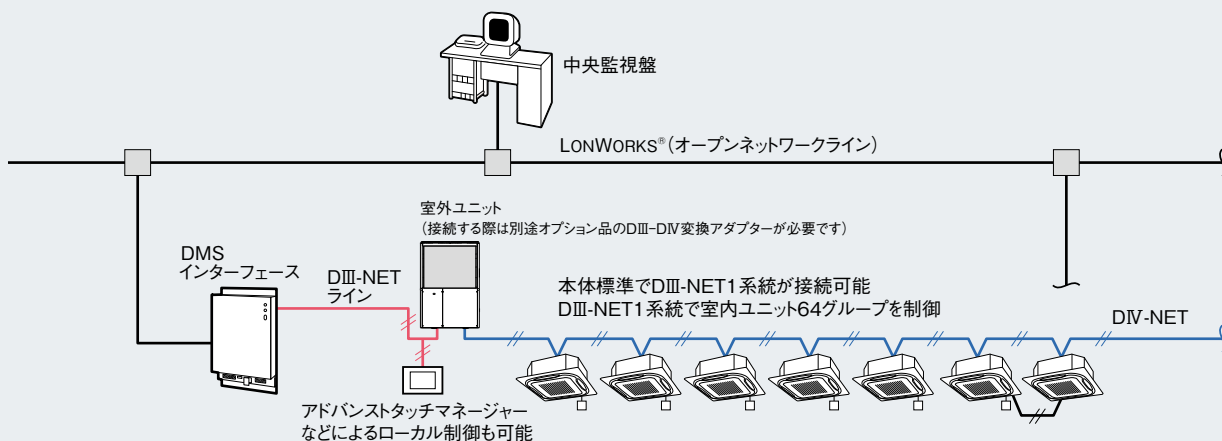 中央監視盤
LONWORKS®(オープンネットワークライン)
室外ユニット
(接続する際は別途オプション品のDⅢ-DⅣ変換アダプターが必要です)
DMS
インターフェース
DⅢ-NET
ライン
本体標準でDⅢ-NET1系統が接続可能
DⅢ-NET1系統で室内ユニット64グループを制御
DⅣ-NET
アドバンストタッチマネージャー
などによるローカル制御も可能